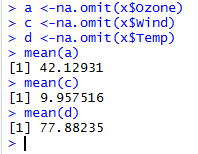 > a <-na.omit(x$Ozone)
> c <-na.omit(x$Wind)
> d <-na.omit(x$Temp)
> mean(a)
[1] 42.12931
> mean(c)
[1] 9.957516
> mean(d)
[1] 77.88235
>